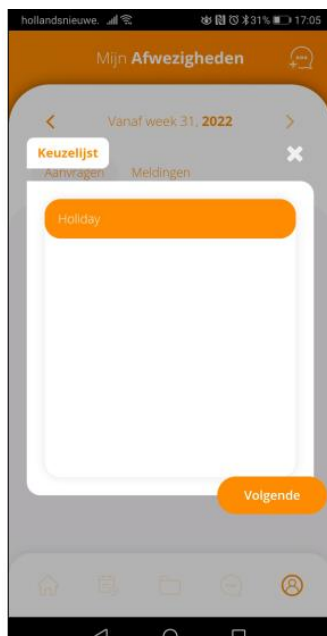 hollandsnieuwe. 31% 17:05
Mijn Afwezigheden
Vanaf week 31, 2022
Keuzelijst
Aanvragen Meldingen
Holiday
Volgende